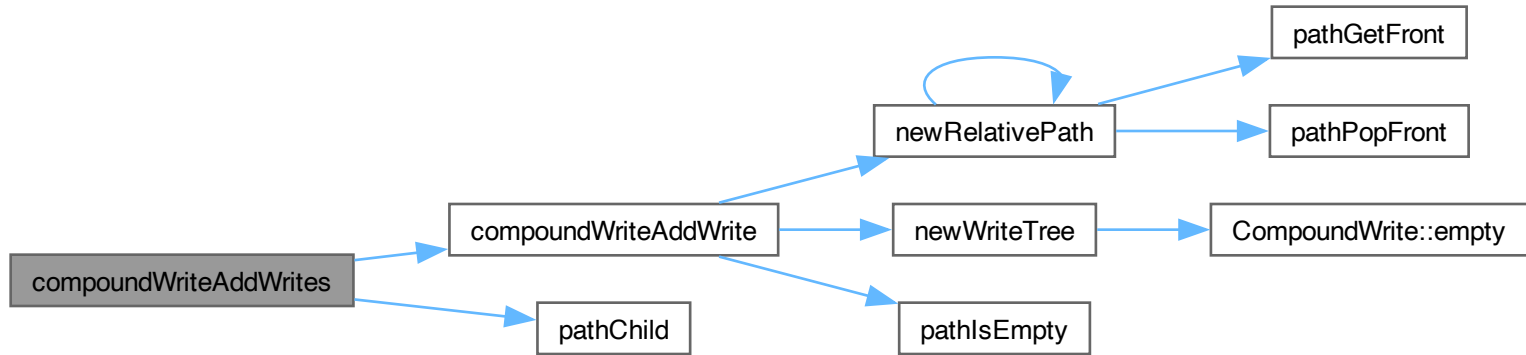 pathGetFront
newRelativePath
pathPopFront
compoundWriteAddWrite
newWriteTree
CompoundWrite::empty
compoundWriteAddWrites
pathChild
pathIsEmpty